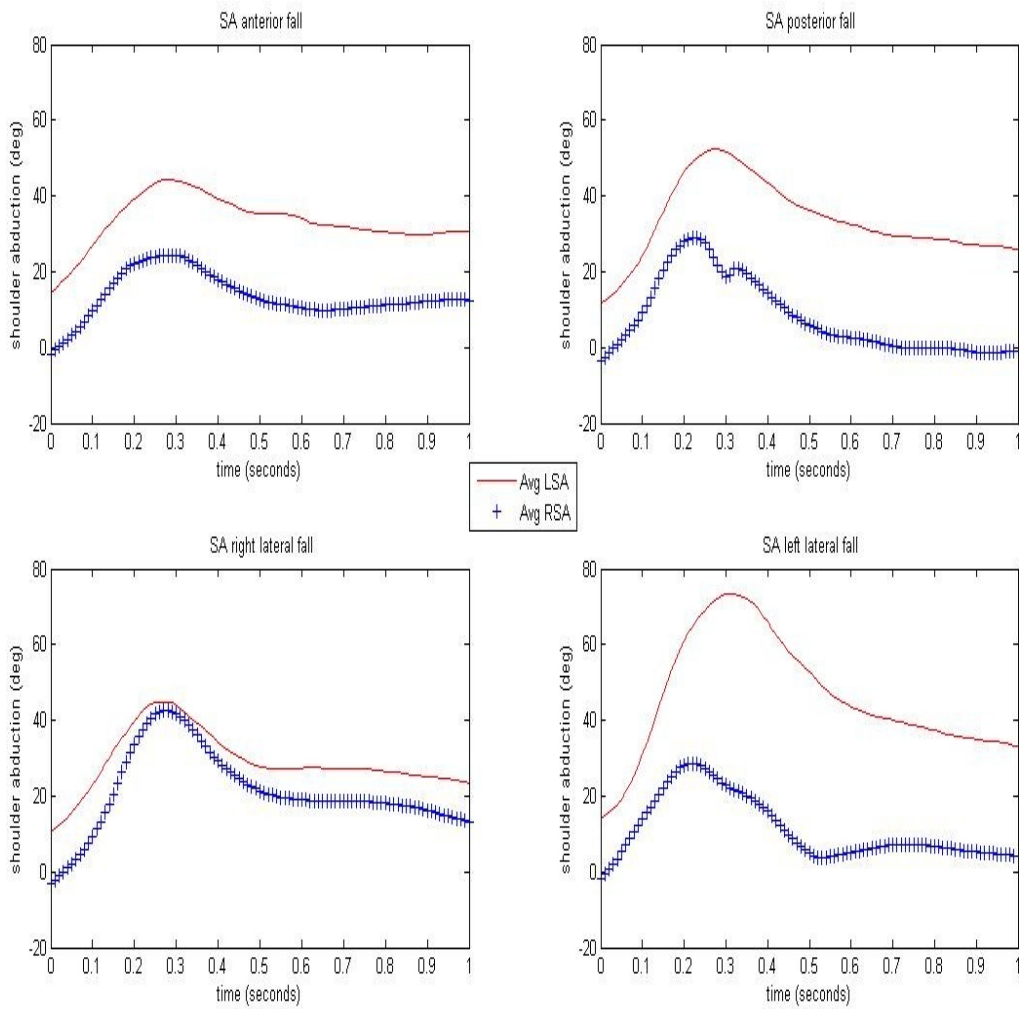 SA anterior fall
80
60
40
20
0
-20
shoulder abduction (deg)
0 0.1 0.2 0.3 0.4 0.5 0.6 0.7 0.8 0.9 1
time (seconds)
SA posterior fall
80
60
40
20
0
-20
shoulder abduction (deg)
0 0.1 0.2 0.3 0.4 0.5 0.6 0.7 0.8 0.9 1
time (seconds)
Avg LSA
Avg RSA
SA right lateral fall
80
60
40
20
0
-20
shoulder abduction (deg)
0 0.1 0.2 0.3 0.4 0.5 0.6 0.7 0.8 0.9 1
time (seconds)
SA left lateral fall
80
60
40
20
0
-20
shoulder abduction (deg)
0 0.1 0.2 0.3 0.4 0.5 0.6 0.7 0.8 0.9 1
time (seconds)